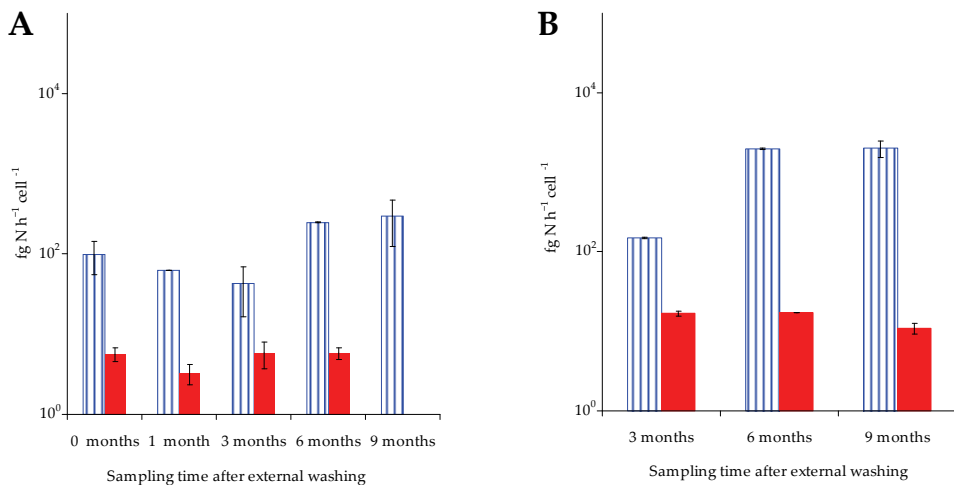 A
10⁴
10²
10⁰
fg N h⁻¹ cell ⁻¹
0 months 1 month 3 months 6 months 9 months
Sampling time after external washing
B
10⁴
10²
10⁰
fg N h⁻¹ cell ⁻¹
3 months 6 months 9 months
Sampling time after external washing